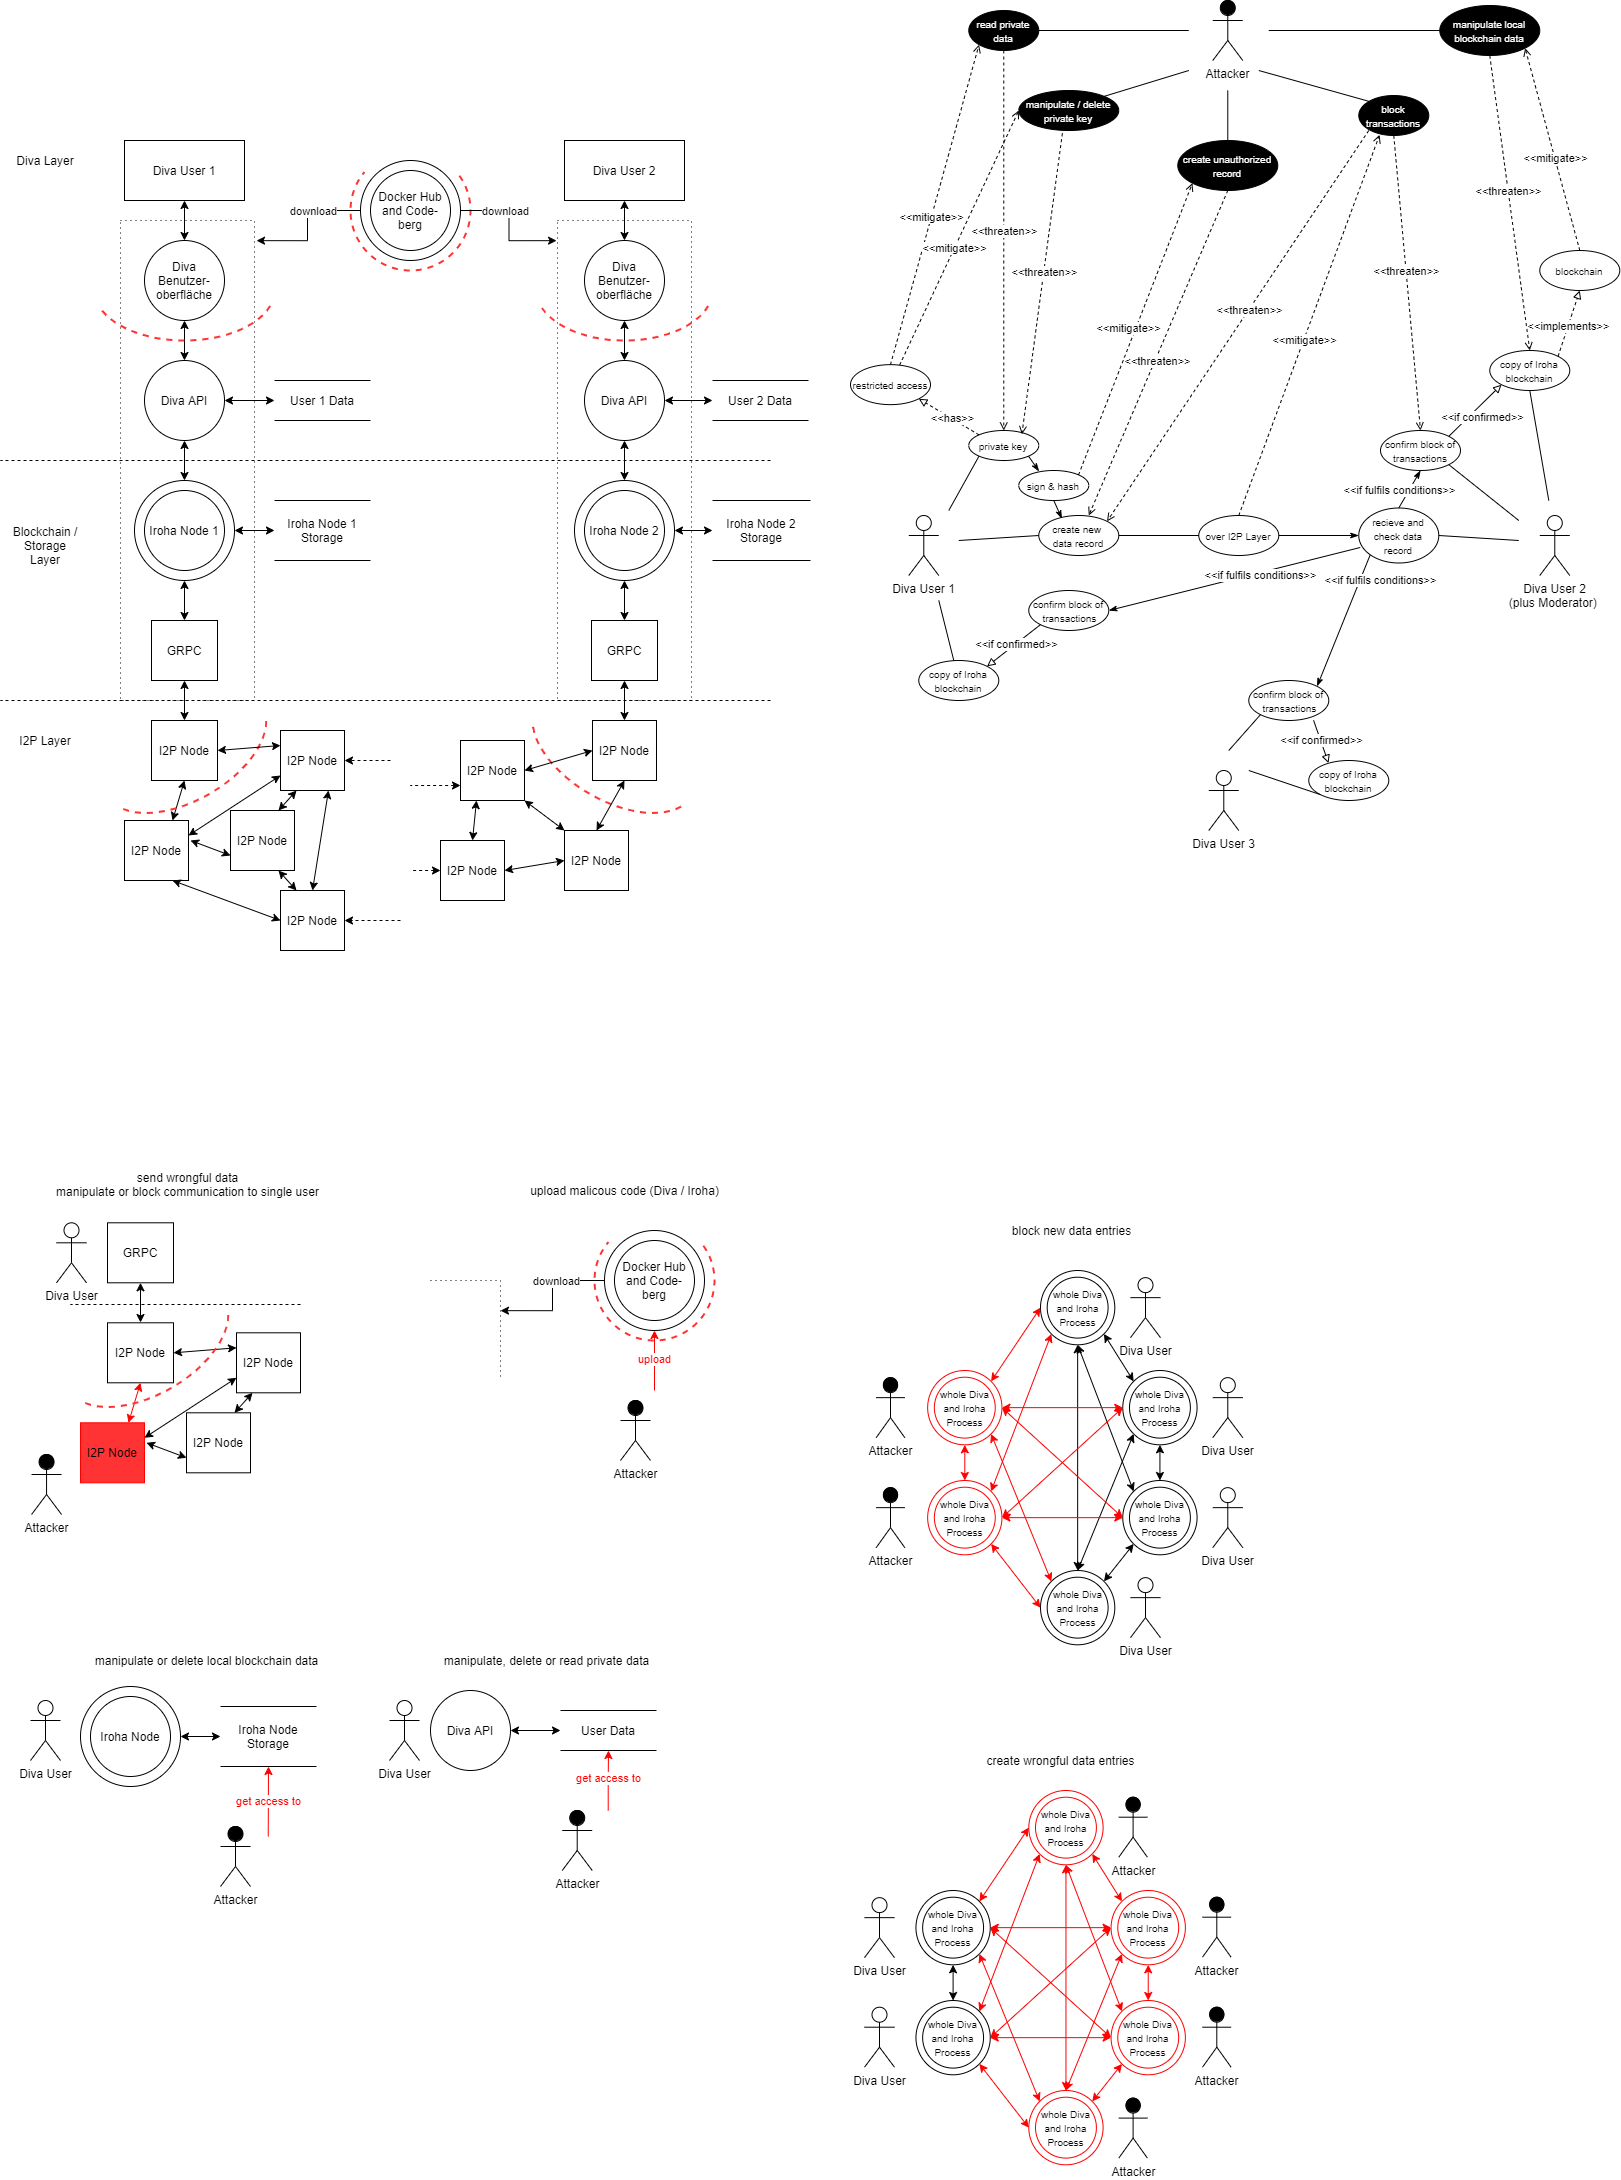 Diva Layer
Diva User 1
Docker Hub
and Code-
berg
download
download
Diva User 2
Diva
Benutzer-
oberfläche
Diva
Benutzer-
oberfläche
Diva API
User 1 Data
Diva API
User 2 Data
Blockchain /
Storage
Layer
Iroha Node 1
Iroha Node 1
Storage
Iroha Node 2
Iroha Node 2
Storage
GRPC
GRPC
I2P Layer
I2P Node
I2P Node
I2P Node
I2P Node
I2P Node
I2P Node
I2P Node
I2P Node
I2P Node
I2P Node
read private
data
Attacker
manipulate local
blockchain data
manipulate / delete
private key
block
transactions
create unauthorized
record
<<mitigate>>
<<threaten>>
<<mitigate>>
<<threaten>>
<<mitigate>>
<<threaten>>
<<mitigate>>
<<threaten>>
<<threaten>>
<<mitigate>>
<<threaten>>
<<threaten>>
<<mitigate>>
blockchain
<<implements>>
copy of Iroha
blockchain
restricted access
<<has>>
private key
sign & hash
<<if confirmed>>
confirm block of
transactions
<<if fulfils conditions>>
create new
data record
over I2P Layer
recieve and
check data
record
Diva User 1
Diva User 2
(plus Moderator)
<<if fulfils conditions>>
<<if fulfils conditions>>
confirm block of
transactions
<<if confirmed>>
copy of Iroha
blockchain
confirm block of
transactions
<<if confirmed>>
copy of Iroha
blockchain
Diva User 3
send wrongful data
manipulate or block communication to single user
GRPC
Diva User
I2P Node
I2P Node
I2P Node
I2P Node
Attacker
upload malicous code (Diva / Iroha)
Docker Hub
and Code-
berg
download
upload
Attacker
block new data entries
whole Diva
and Iroha
Process
Diva User
whole Diva
and Iroha
Process
Attacker
whole Diva
and Iroha
Process
Diva User
whole Diva
and Iroha
Process
Attacker
whole Diva
and Iroha
Process
Diva User
whole Diva
and Iroha
Process
Diva User
manipulate or delete local blockchain data
Iroha Node
Iroha Node
Storage
Diva User
get access to
Attacker
manipulate, delete or read private data
Diva API
User Data
Diva User
get access to
Attacker
create wrongful data entries
whole Diva
and Iroha
Process
Attacker
whole Diva
and Iroha
Process
Diva User
whole Diva
and Iroha
Process
Attacker
whole Diva
and Iroha
Process
Diva User
whole Diva
and Iroha
Process
Attacker
whole Diva
and Iroha
Process
Attacker